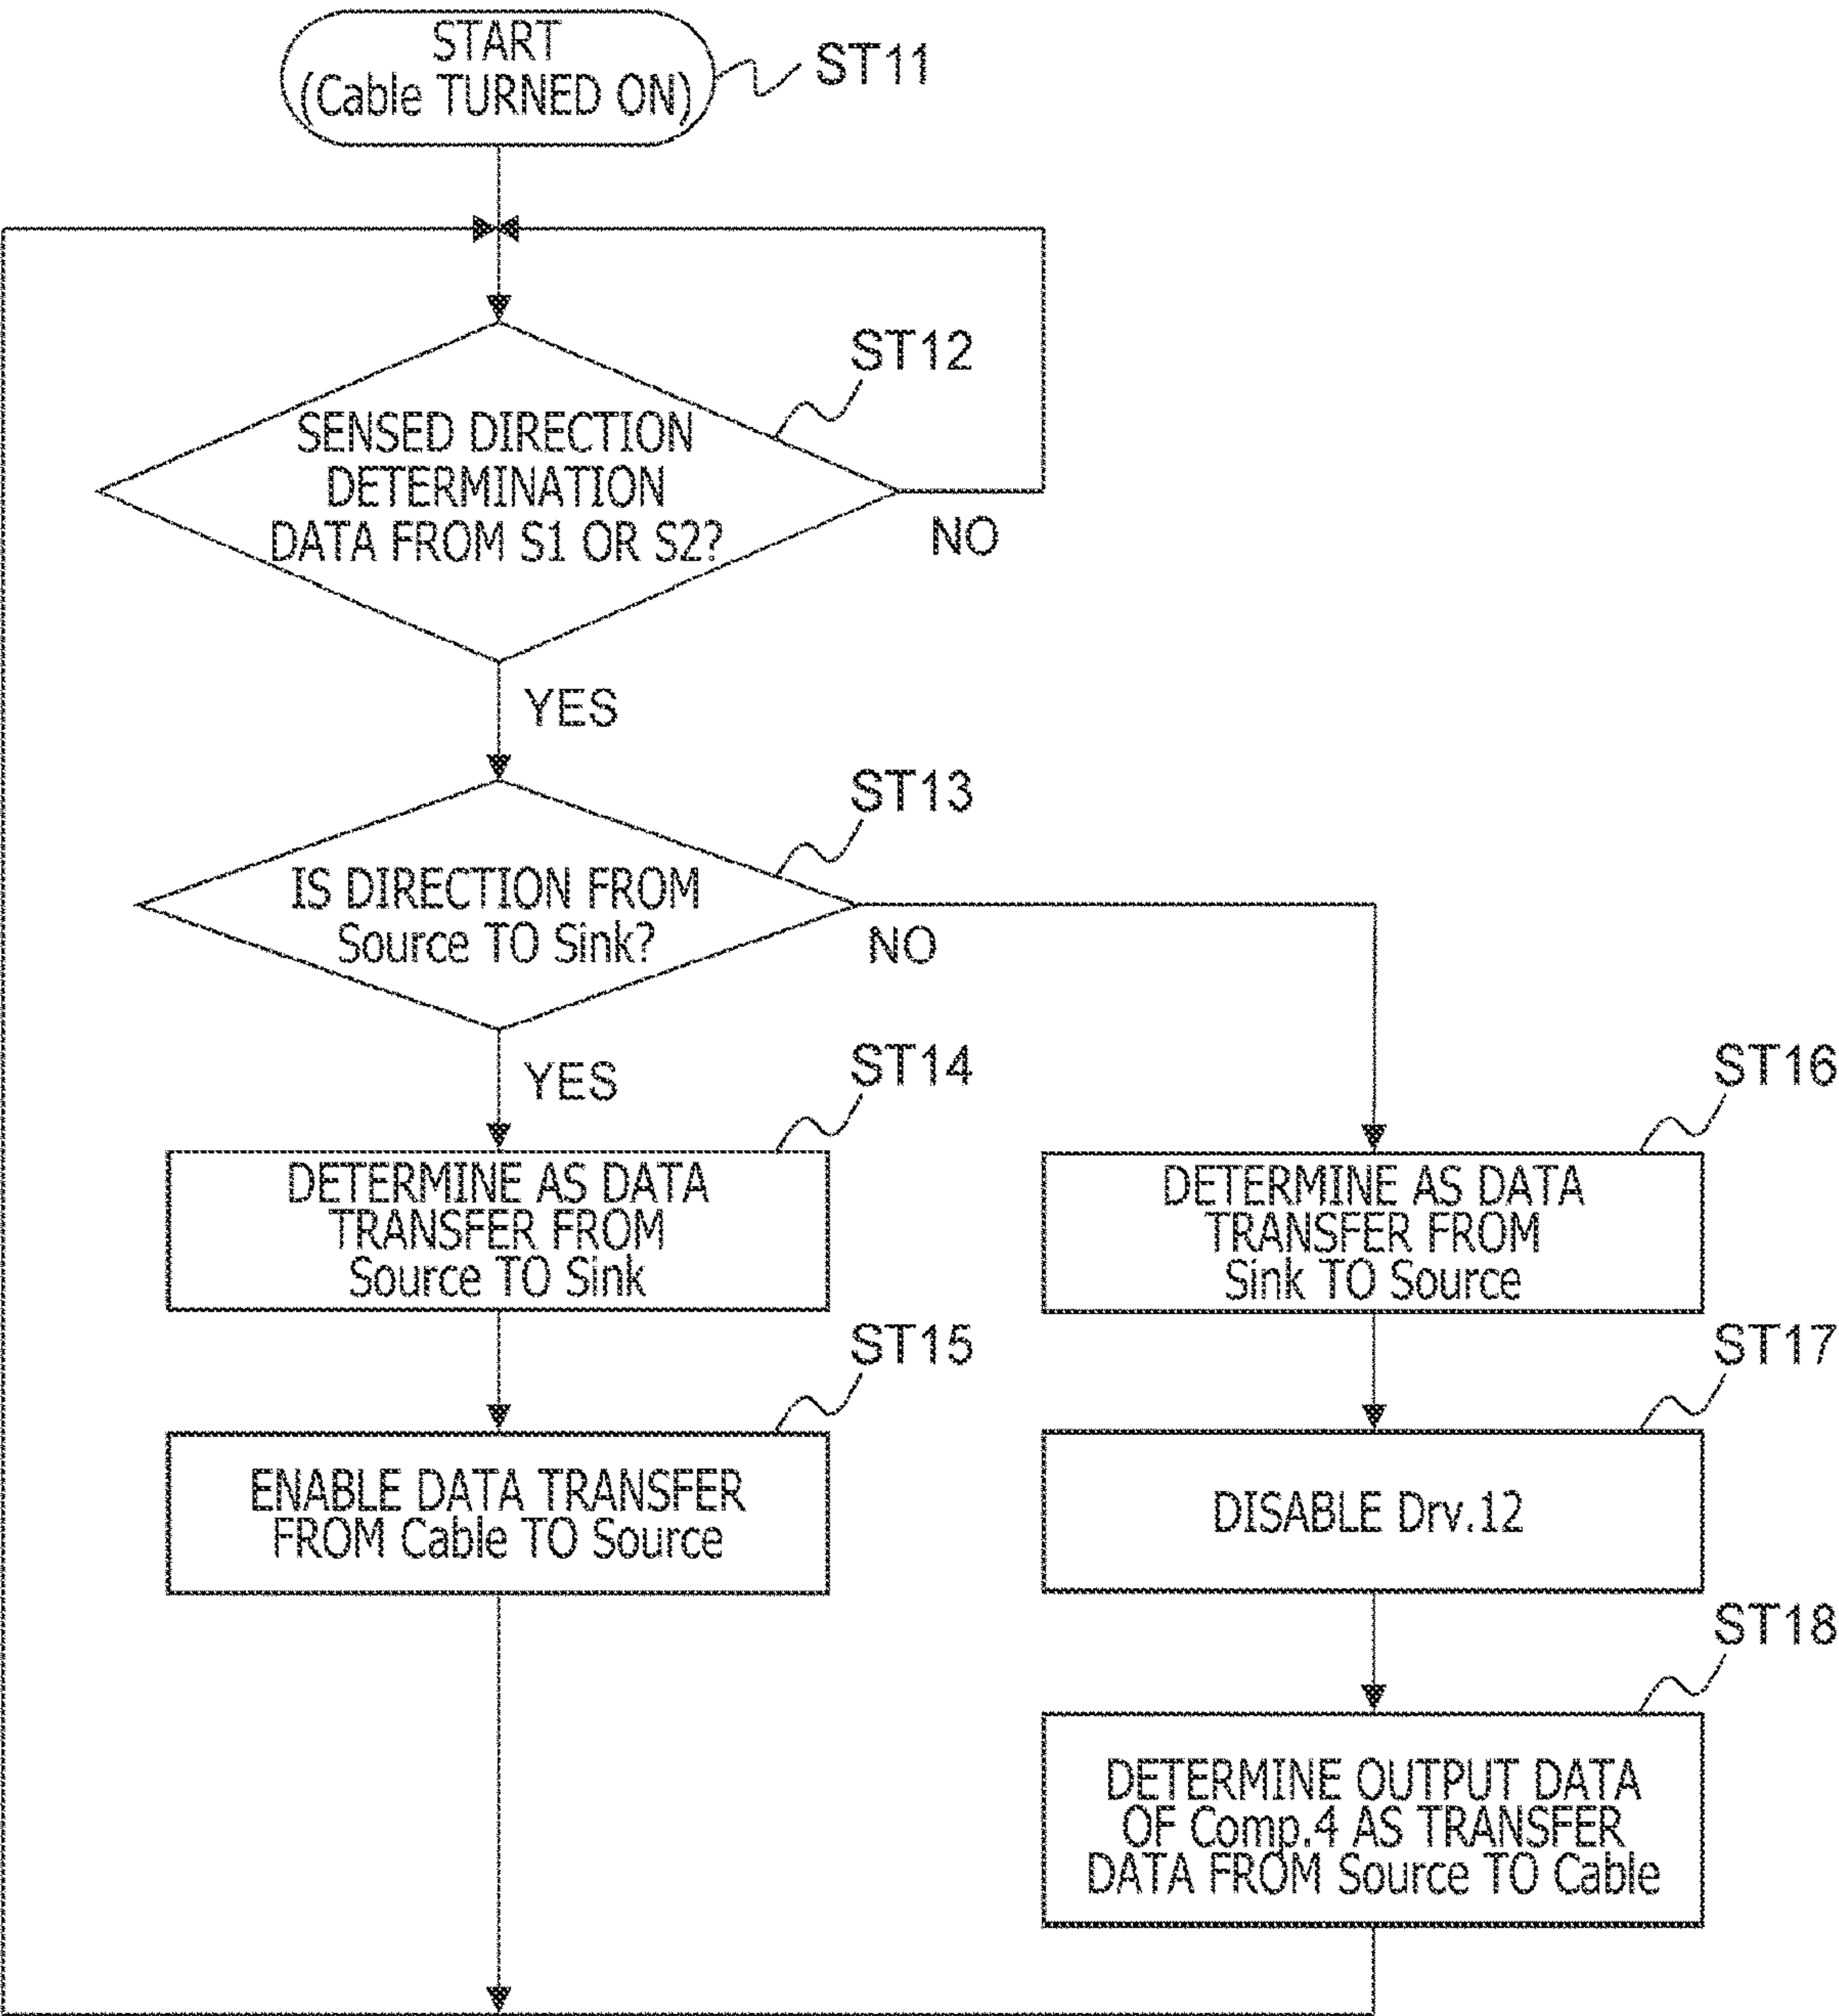 START
(Cable TURNED ON)
ST11
ST12
SENSED DIRECTION
DETERMINATION
DATA FROM S1 OR S2?
NO
YES
ST13
IS DIRECTION FROM
Source TO Sink?
NO
YES
ST14
DETERMINE AS DATA
TRANSFER FROM
Source TO Sink
ST16
DETERMINE AS DATA
TRANSFER FROM
Sink TO Source
ST15
ENABLE DATA TRANSFER
FROM Cable TO Source
ST17
DISABLE Drv.12
ST18
DETERMINE OUTPUT DATA
OF Comp.4 AS TRANSFER
DATA FROM Source TO Cable